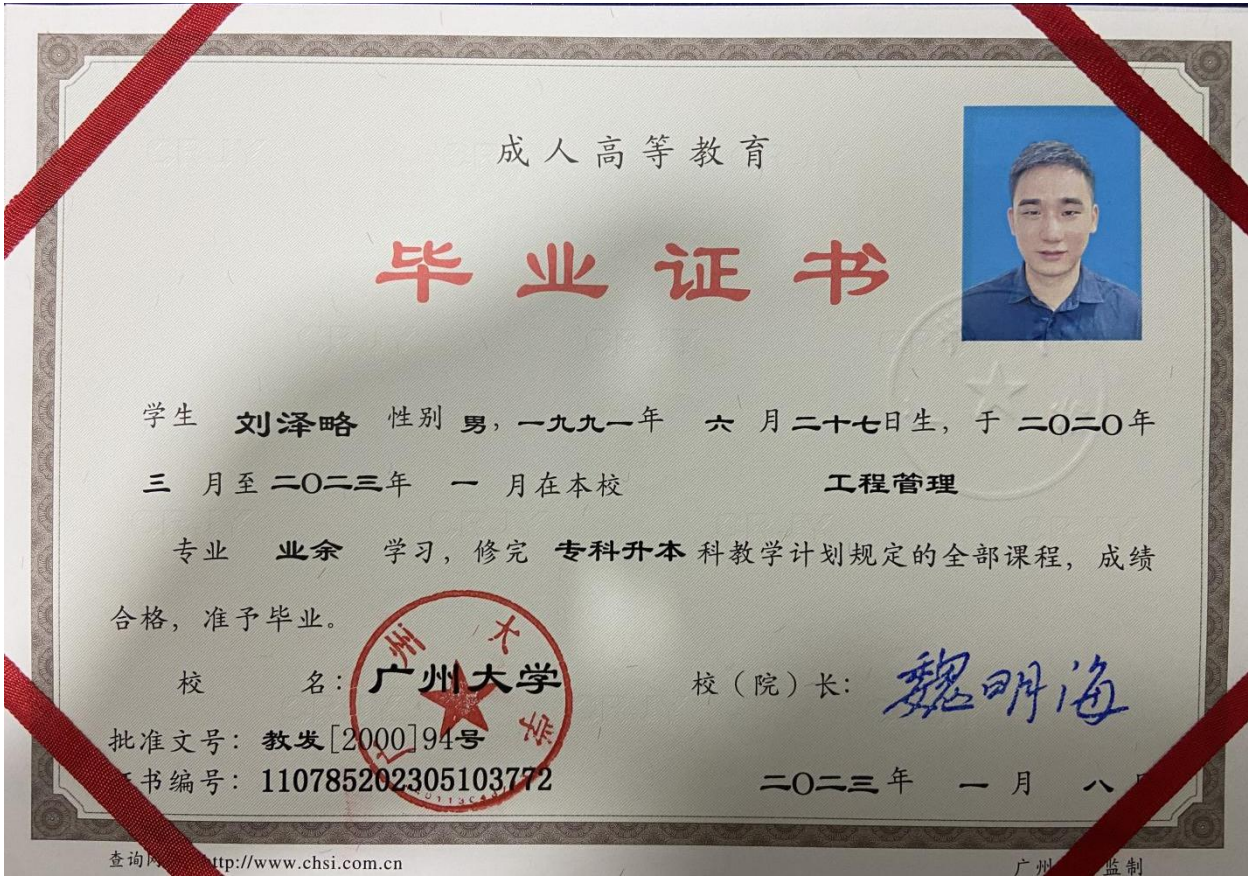 成人高等教育
毕业证书
学生 刘泽略 性别 男，一九九一年 六 月二十七日生，于 二〇二〇年
三 月至 二〇二三年 一 月在本校 工程管理
专业 业余 学习，修完 专科升本 科教学计划规定的全部课程，成绩
合格，准予毕业。
校 名：广州大学 校（院）长：魏明海
批准文号：教发[2000]94号
书编号：110785202305103772 二〇二三年 一 月 八
查询 http://www.chsi.com.cn 广州 监制
广州大学